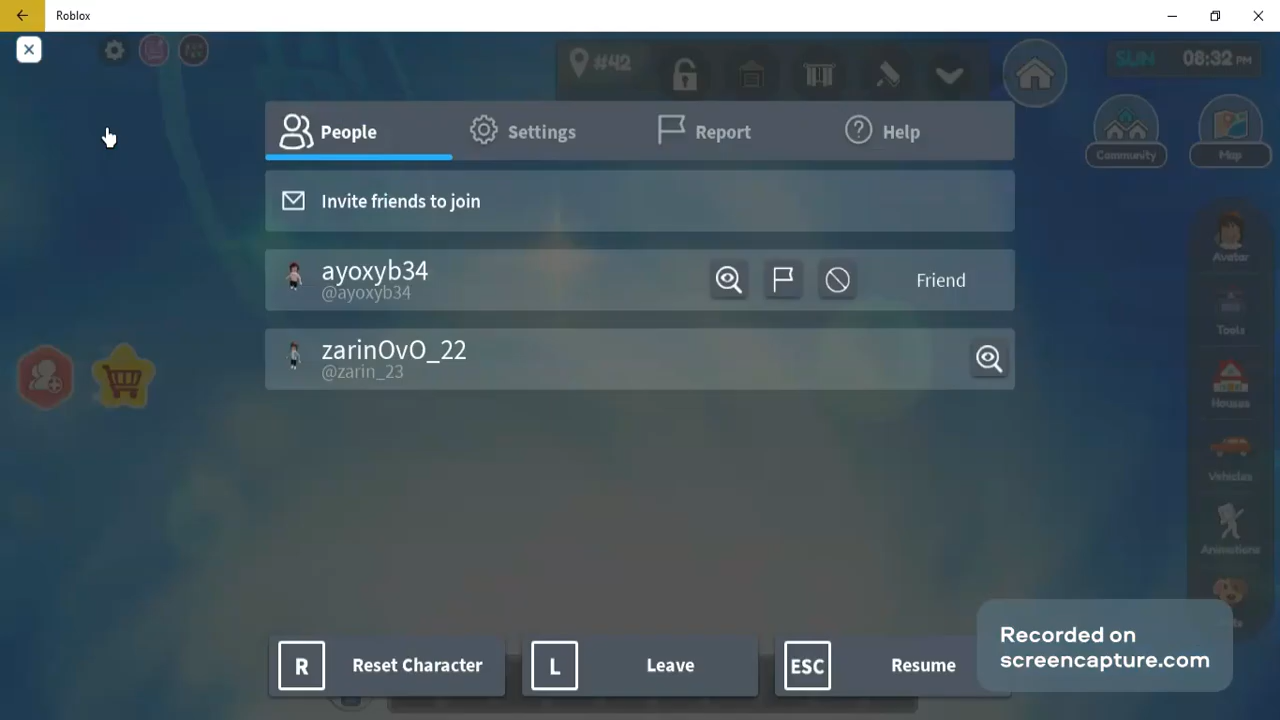 Roblox
#42
SUN 08:32 PM
People Settings Report Help
Community Map
Invite friends to join
Avatar
ayoxyb34
@ayoxyb34
Friend
Tools
zarinOvO_22
@zarin_23
Houses
Vehicles
Animations
Recorded on
screencapture.com
R Reset Character L Leave ESC Resume